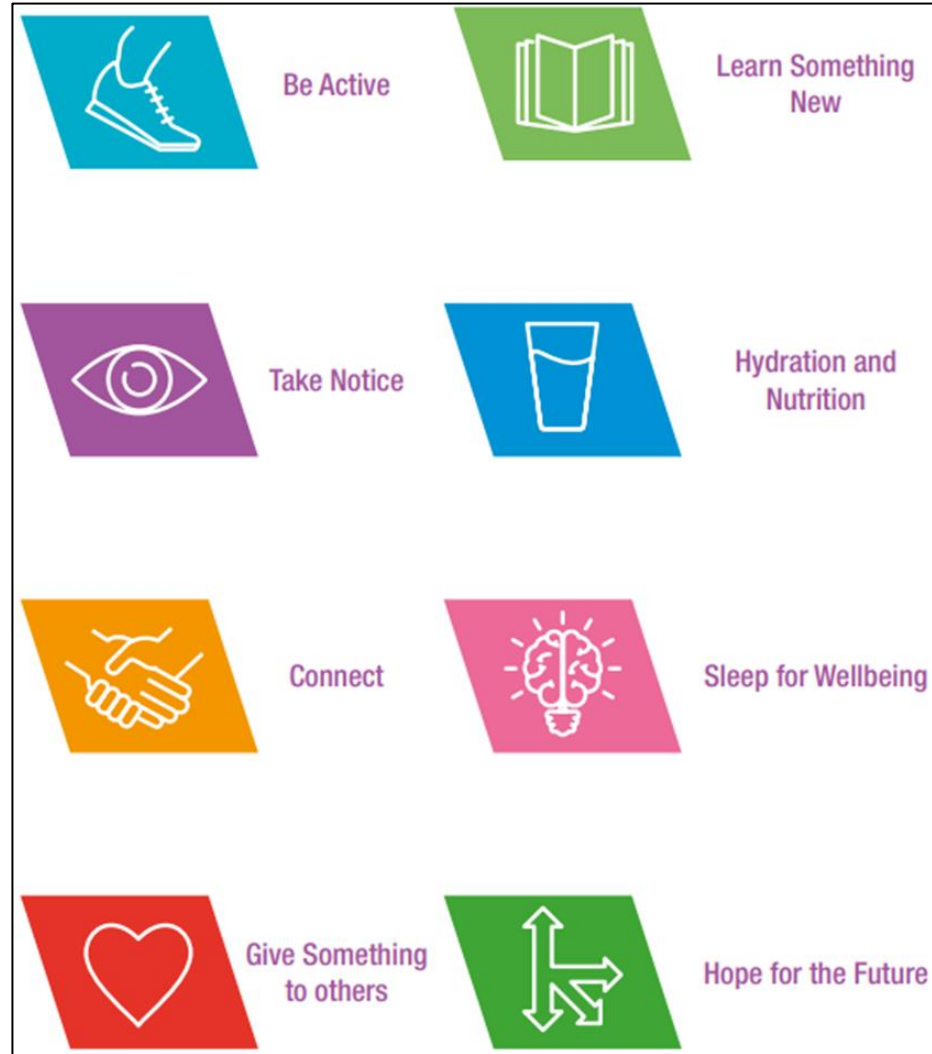 Be Active
Learn Something
New
Take Notice
Hydration and
Nutrition
Connect
Sleep for Wellbeing
Give Something
to others
Hope for the Future